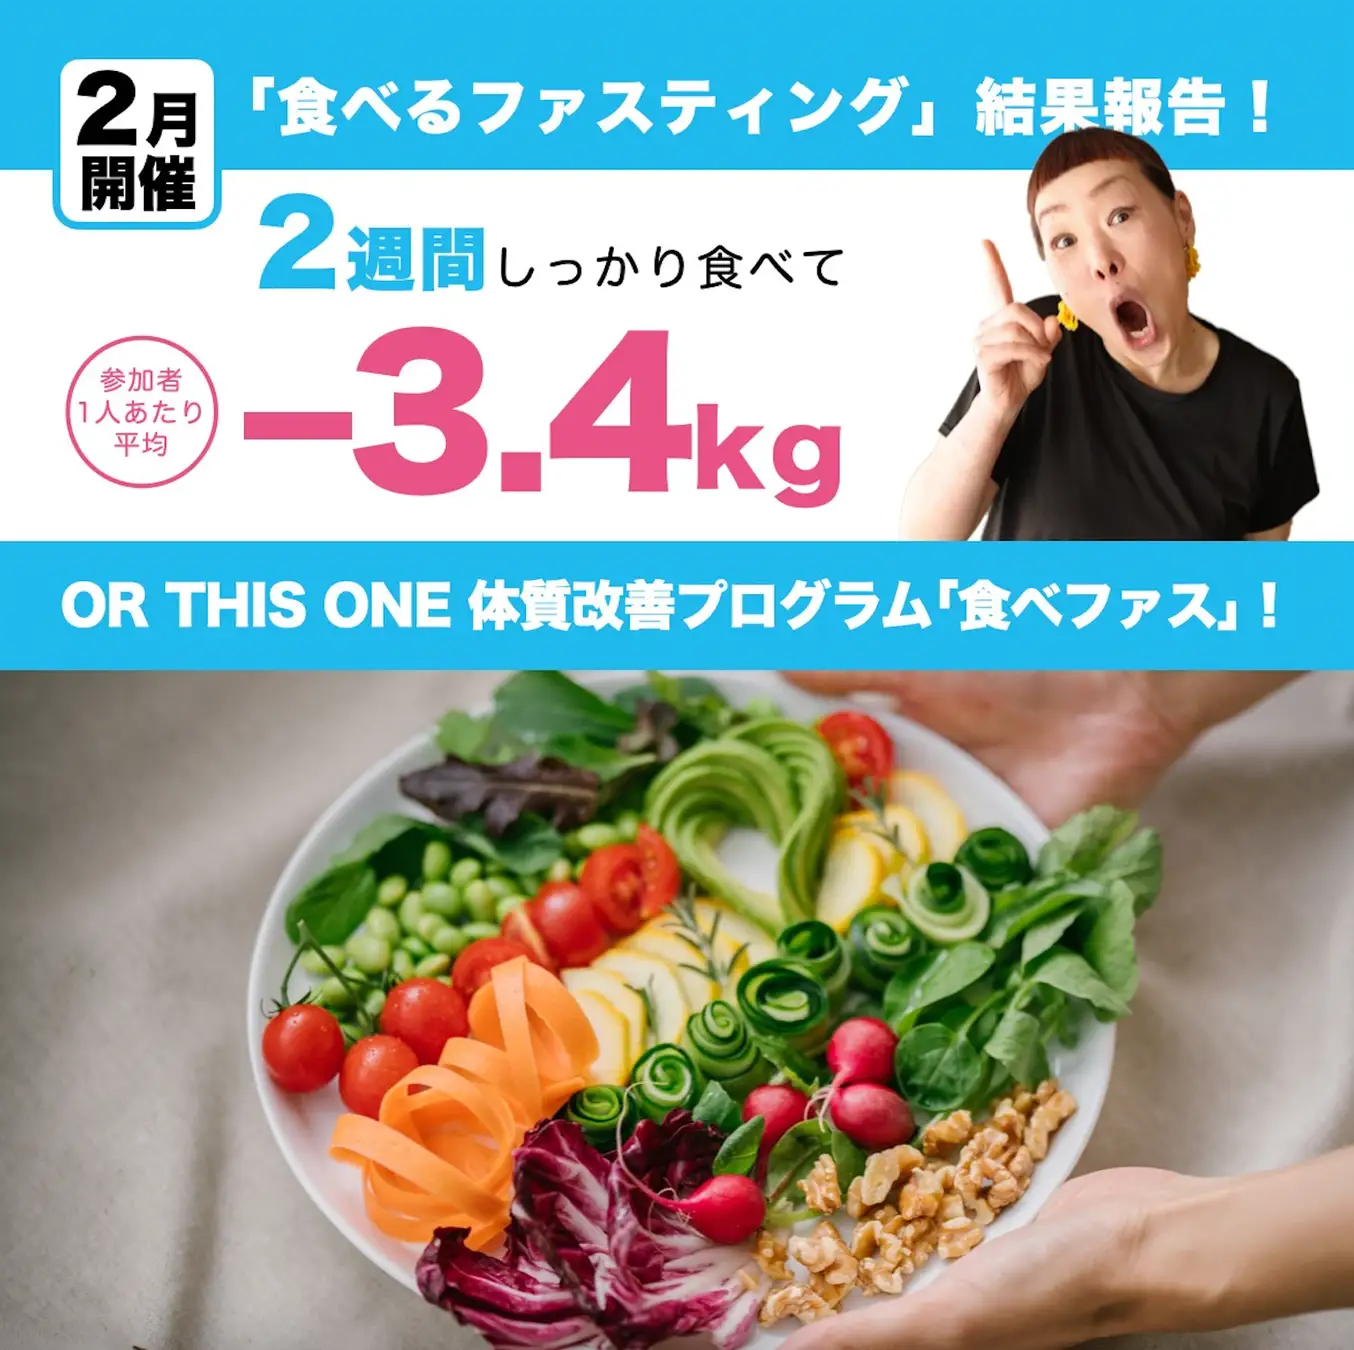 2月
開催
「食べるファスティング」結果報告！
2週間しっかり食べて
参加者
1人あたり
平均
−3.4kg
OR THIS ONE 体質改善プログラム「食べファス」！